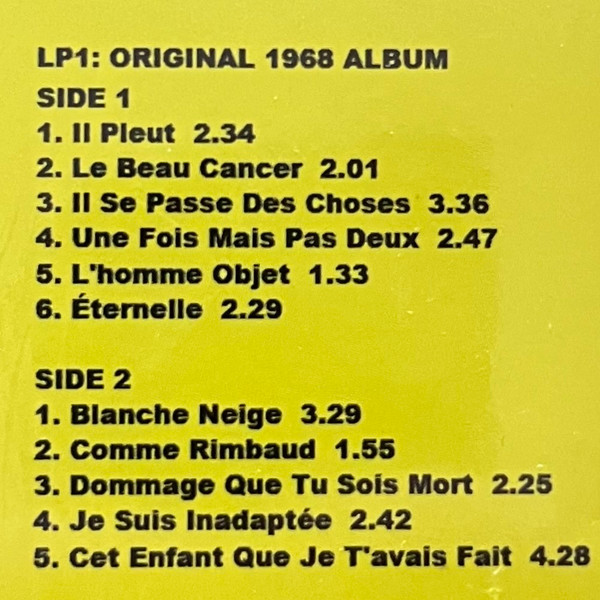 LP1: ORIGINAL 1968 ALBUM
SIDE 1
1. Il Pleut 2.34
2. Le Beau Cancer 2.01
3. Il Se Passe Des Choses 3.36
4. Une Fois Mais Pas Deux 2.47
5. L'homme Objet 1.33
6. Éternelle 2.29
SIDE 2
1. Blanche Neige 3.29
2. Comme Rimbaud 1.55
3. Dommage Que Tu Sois Mort 2.25
4. Je Suis Inadaptée 2.42
5. Cet Enfant Que Je T'avais Fait 4.28